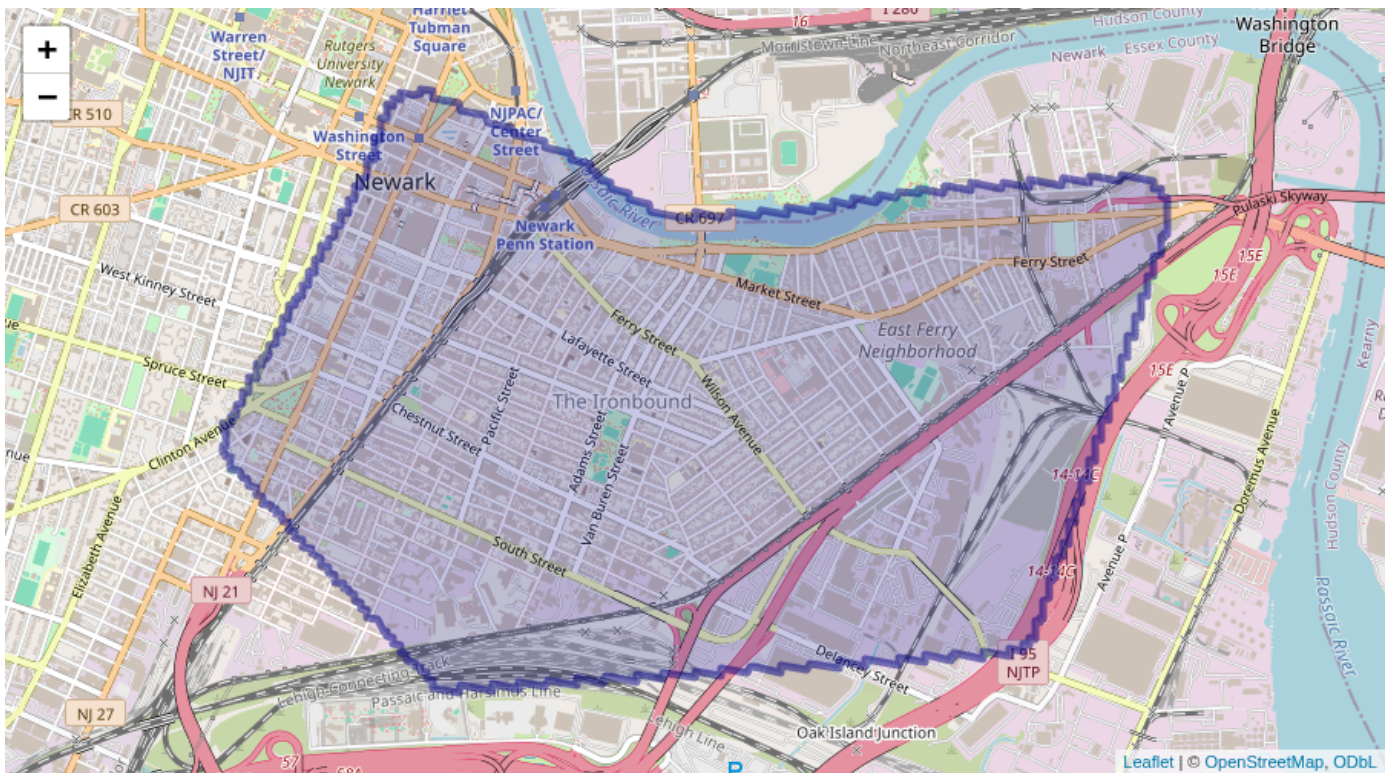 +
−
Harriet
Tubman
Square
Warren
Street/
NJIT
Rutgers
University
Newark
16
I 280
Morristown Line
Northeast Corridor
Hudson County
Newark
Essex County
Washington
Bridge
CR 510
Washington
Street
NJPAC/
Center
Street
Newark
CR 603
CR 697
Newark
Penn Station
Pulaski Skyway
15E
15E
15E
Ferry Street
West Kinney Street
Market Street
Ferry Street
Lafayette Street
East Ferry
Neighborhood
Kearny
Spruce Street
Pacific Street
The Ironbound
Wilson Avenue
Avenue P
Chestnut Street
Adams Street
Van Buren Street
Clinton Avenue
Doremus Avenue
14-14C
Hudson County
Elizabeth Avenue
South Street
14-14C
Avenue P
NJ 21
Passaic River
I 95
NJTP
Delancey Street
Lehigh Connecting Track
Passaic and Harsimus Line
NJ 27
Lehigh Line
Oak Island Junction
57
58A
P
Leaflet | © OpenStreetMap, ODbL